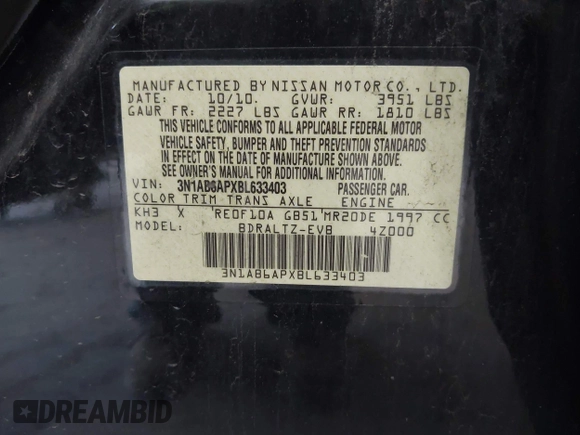 MANUFACTURED BY NISSAN MOTOR CO., LTD.
DATE: 10/10. GVWR: 3951 LBS
GAWR FR: 2227 LBS GAWR RR: 1810 LBS
THIS VEHICLE CONFORMS TO ALL APPLICABLE FEDERAL MOTOR
VEHICLE SAFETY, BUMPER AND THEFT PREVENTION STANDARDS
IN EFFECT ON THE DATE OF MANUFACTURE SHOWN ABOVE.
SEE OWNER'S MANUAL FOR ADDITIONAL INFORMATION.
VIN: 3N1AB6APXBL633403 PASSENGER CAR.
COLOR TRIM TRANS AXLE ENGINE
KH3 X RE0F10A GB51 MR20DE 1997 CC
MODEL: BDRALTZ-EVB 4Z000
3N1AB6APXBL633403
DREAMBID